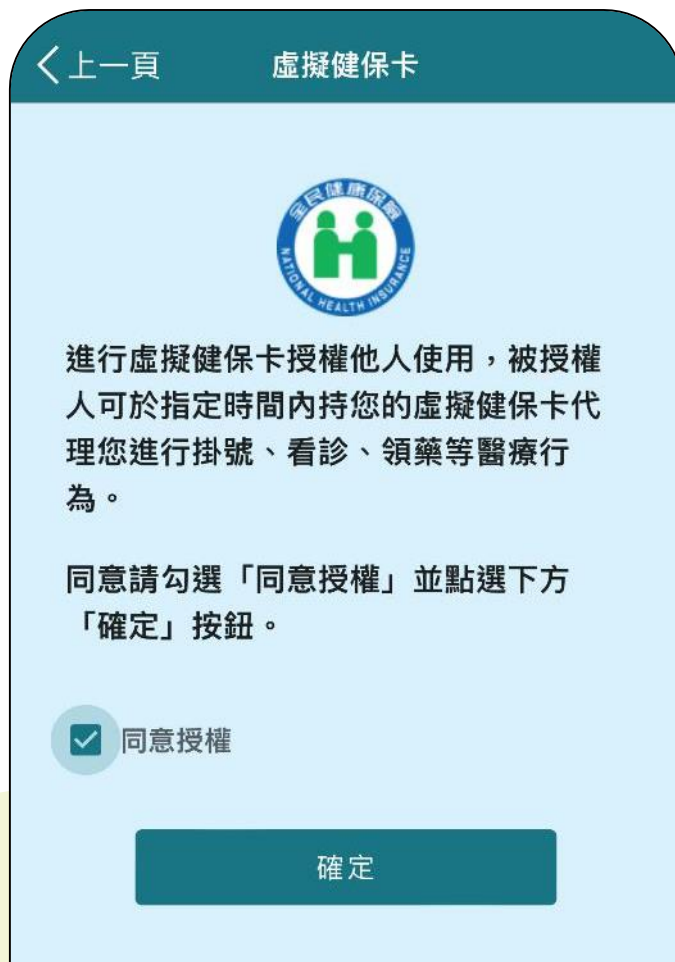 上一頁 虛擬健保卡
全民健康保險
NATIONAL HEALTH INSURANCE
進行虛擬健保卡授權他人使用，被授權
人可於指定時間內持您的虛擬健保卡代
理您進行掛號、看診、領藥等醫療行
為。
同意請勾選「同意授權」並點選下方
「確定」按鈕。
同意授權
確定